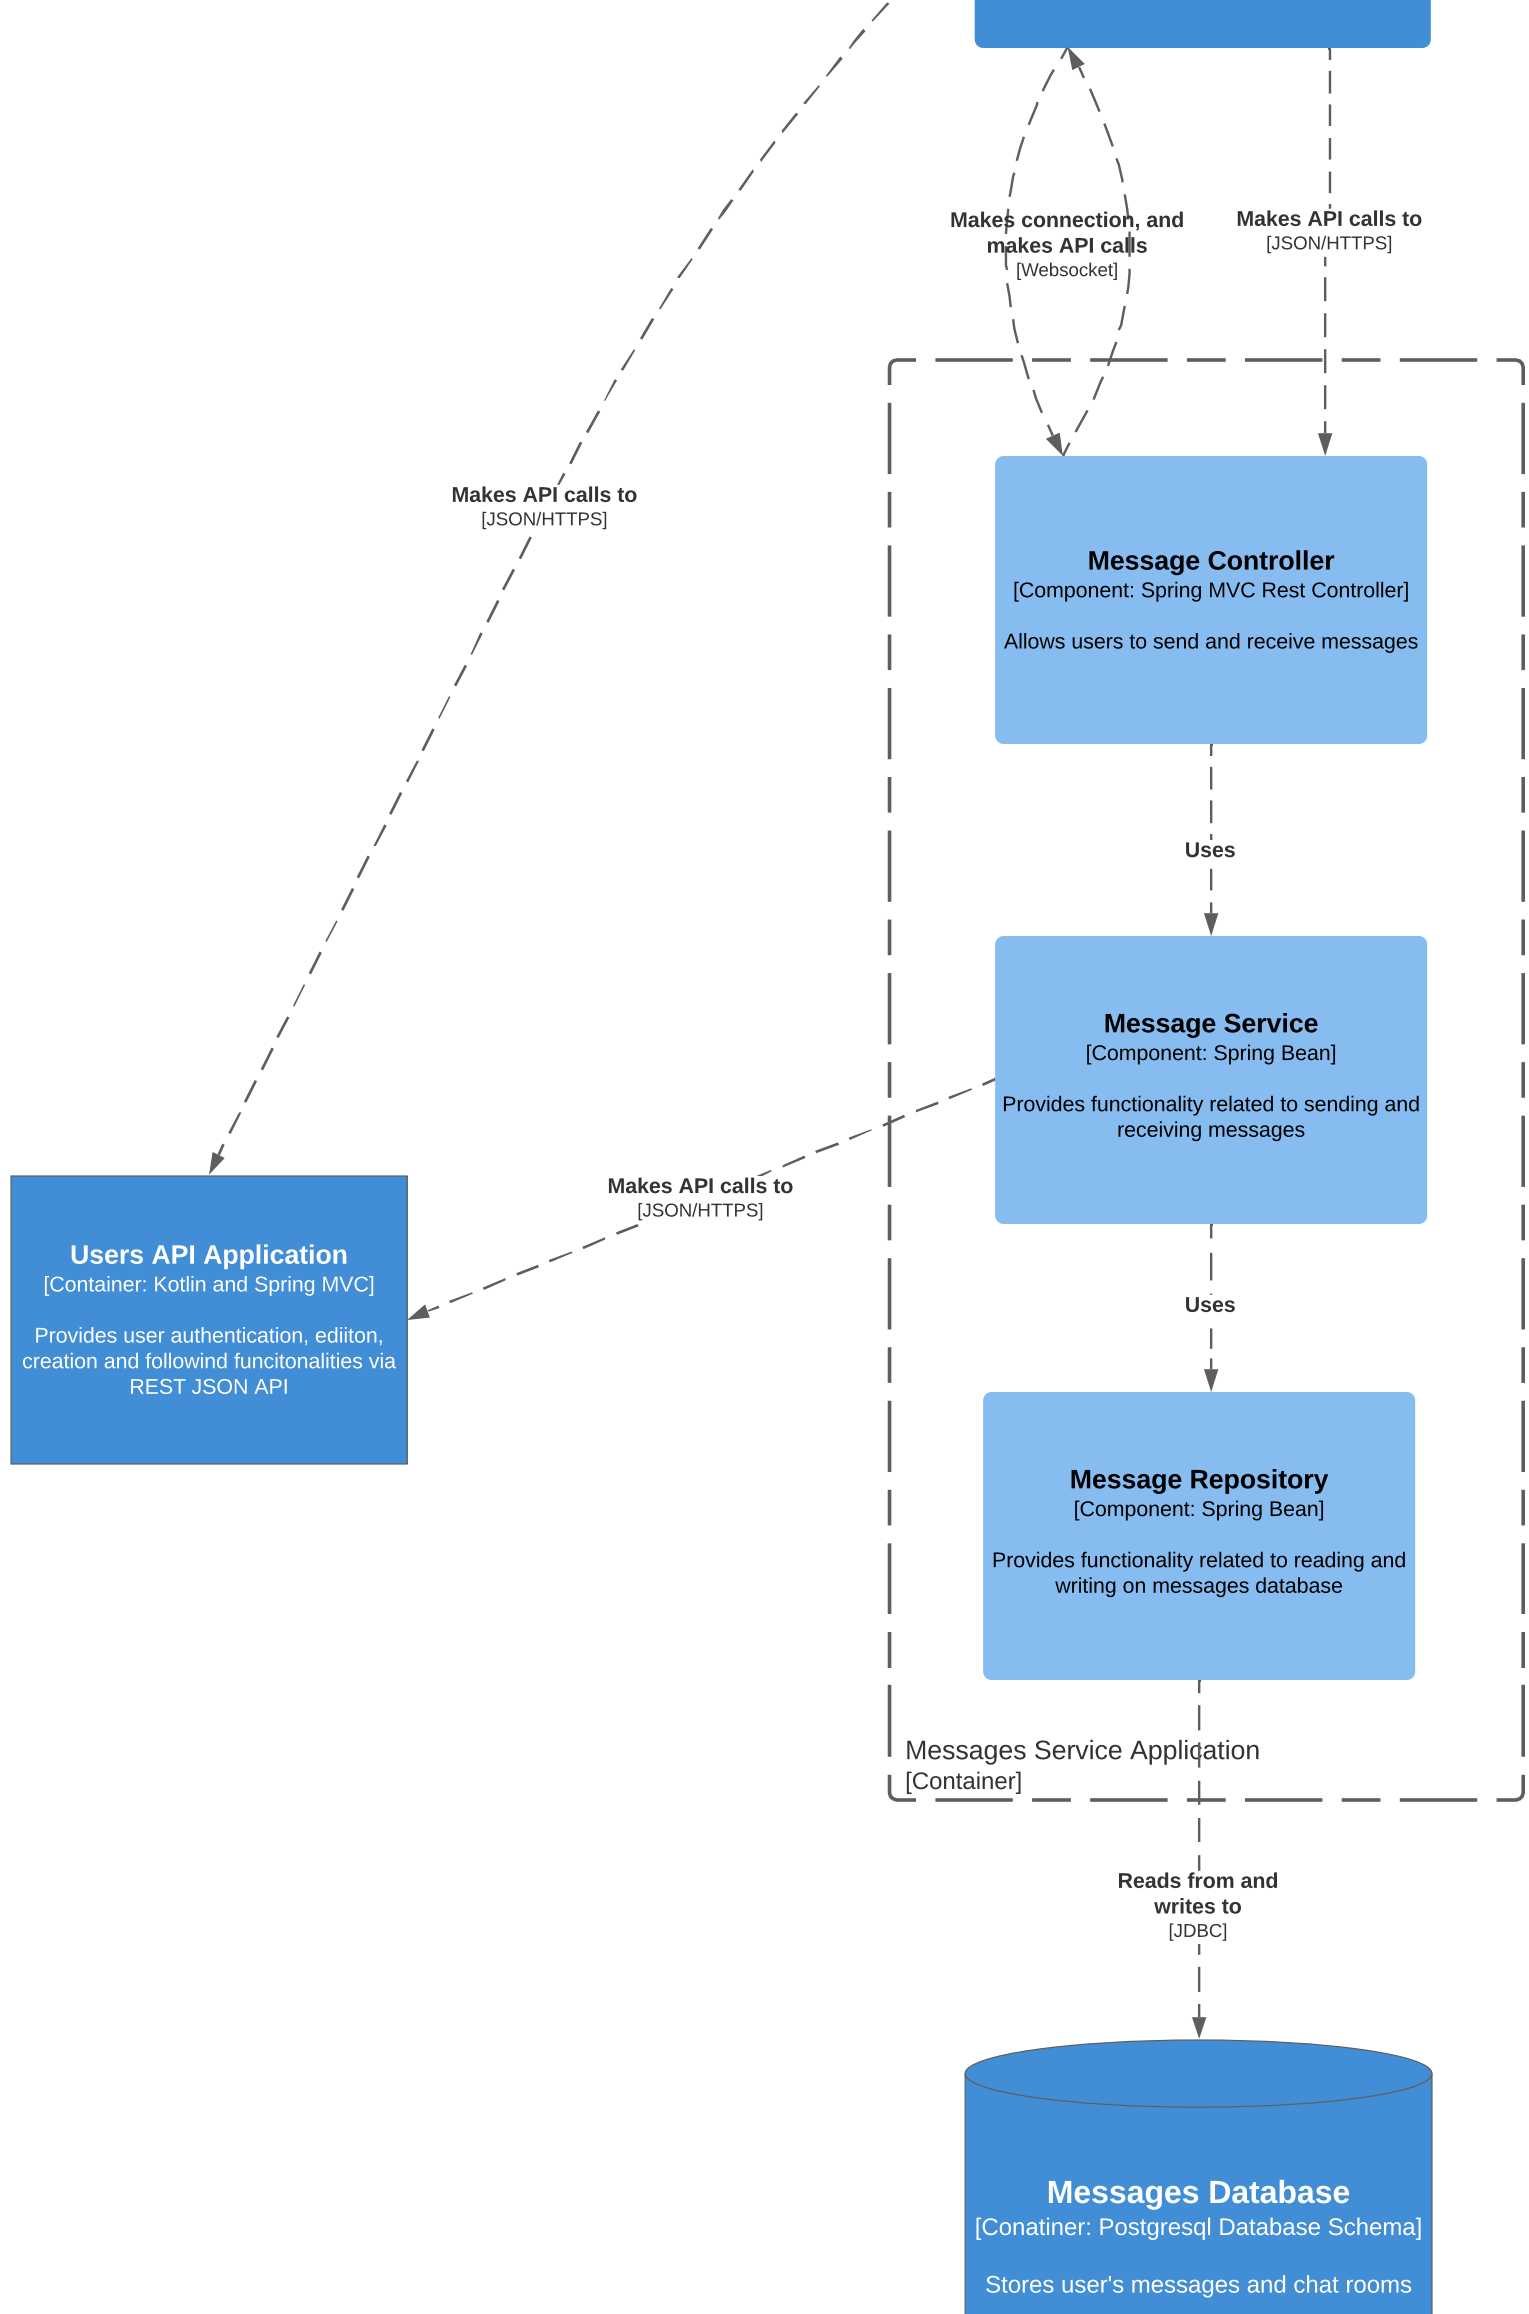 Makes connection, and
makes API calls
[Websocket]
Makes API calls to
[JSON/HTTPS]
Makes API calls to
[JSON/HTTPS]
Message Controller
[Component: Spring MVC Rest Controller]
Allows users to send and receive messages
Uses
Message Service
[Component: Spring Bean]
Provides functionality related to sending and
receiving messages
Makes API calls to
[JSON/HTTPS]
Users API Application
[Container: Kotlin and Spring MVC]
Provides user authentication, ediiton,
creation and followind funcitonalities via
REST JSON API
Uses
Message Repository
[Component: Spring Bean]
Provides functionality related to reading and
writing on messages database
Messages Service Application
[Container]
Reads from and
writes to
[JDBC]
Messages Database
[Conatiner: Postgresql Database Schema]
Stores user's messages and chat rooms